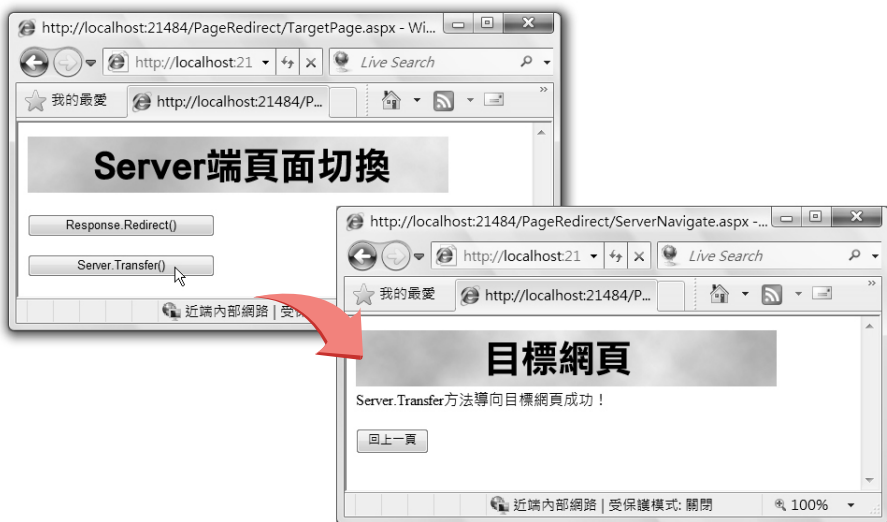 http://localhost:21484/PageRedirect/TargetPage.aspx - Wi...
http://localhost:21
Live Search
我的最愛
http://localhost:21484/P...
Server端頁面切換
Response.Redirect()
Server.Transfer()
近端內部網路 | 受保
http://localhost:21484/PageRedirect/ServerNavigate.aspx -...
http://localhost:21
Live Search
我的最愛
http://localhost:21484/P...
目標網頁
Server.Transfer方法導向目標網頁成功！
回上一頁
近端內部網路 | 受保護模式: 關閉
100%